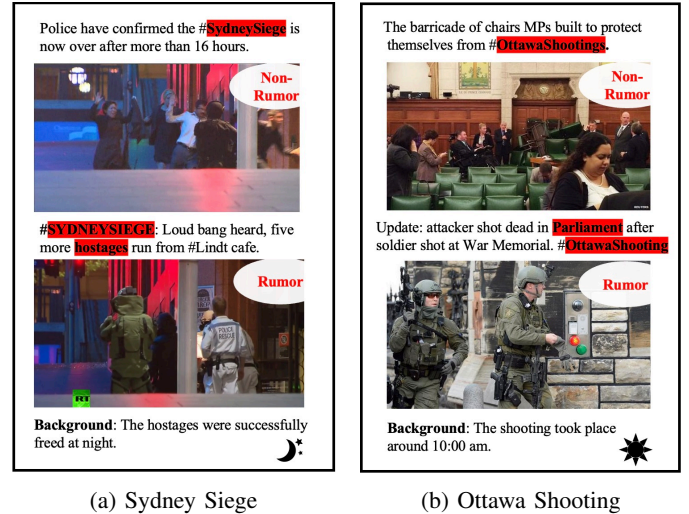 Police have confirmed the #SydneySiege is
now over after more than 16 hours.
Non-
Rumor
#SYDNEYSIEGE: Loud bang heard, five
more hostages run from #Lindt cafe.
Rumor
POLICE
RESCUE
RT
Background: The hostages were successfully
freed at night.
(a) Sydney Siege
The barricade of chairs MPs built to protect
themselves from #OttawaShootings.
Non-
Rumor
REUTERS
Update: attacker shot dead in Parliament after
soldier shot at War Memorial. #OttawaShooting
Rumor
Background: The shooting took place
around 10:00 am.
(b) Ottawa Shooting